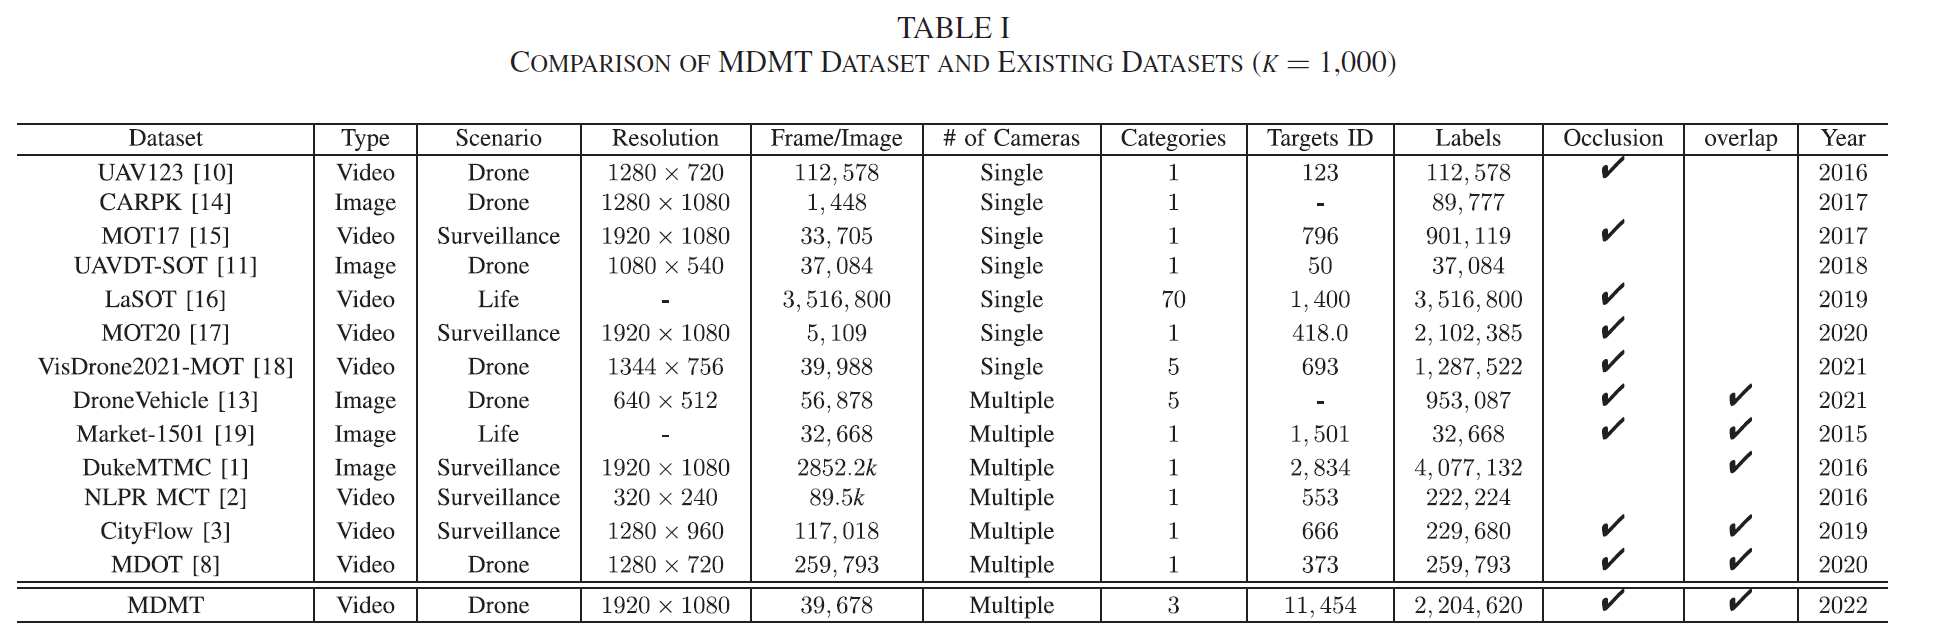 TABLE I
COMPARISON OF MDMT DATASET AND EXISTING DATASETS (K = 1,000)
Dataset Type Scenario Resolution Frame/Image # of Cameras Categories Targets ID Labels Occlusion overlap Year
UAV123 [10] Video Drone 1280 × 720 112,578 Single 1 123 112,578 ✔ 2016
CARPK [14] Image Drone 1280 × 1080 1,448 Single 1 - 89,777 2017
MOT17 [15] Video Surveillance 1920 × 1080 33,705 Single 1 796 901,119 ✔ 2017
UAVDT-SOT [11] Image Drone 1080 × 540 37,084 Single 1 50 37,084 2018
LaSOT [16] Video Life - 3,516,800 Single 70 1,400 3,516,800 ✔ 2019
MOT20 [17] Video Surveillance 1920 × 1080 5,109 Single 1 418.0 2,102,385 ✔ 2020
VisDrone2021-MOT [18] Video Drone 1344 × 756 39,988 Single 5 693 1,287,522 ✔ 2021
DroneVehicle [13] Image Drone 640 × 512 56,878 Multiple 5 - 953,087 ✔ ✔ 2021
Market-1501 [19] Image Life - 32,668 Multiple 1 1,501 32,668 ✔ ✔ 2015
DukeMTMC [1] Image Surveillance 1920 × 1080 2852.2k Multiple 1 2,834 4,077,132 ✔ 2016
NLPR MCT [2] Video Surveillance 320 × 240 89.5k Multiple 1 553 222,224 2016
CityFlow [3] Video Surveillance 1280 × 960 117,018 Multiple 1 666 229,680 ✔ ✔ 2019
MDOT [8] Video Drone 1280 × 720 259,793 Multiple 1 373 259,793 ✔ ✔ 2020
MDMT Video Drone 1920 × 1080 39,678 Multiple 3 11,454 2,204,620 ✔ ✔ 2022